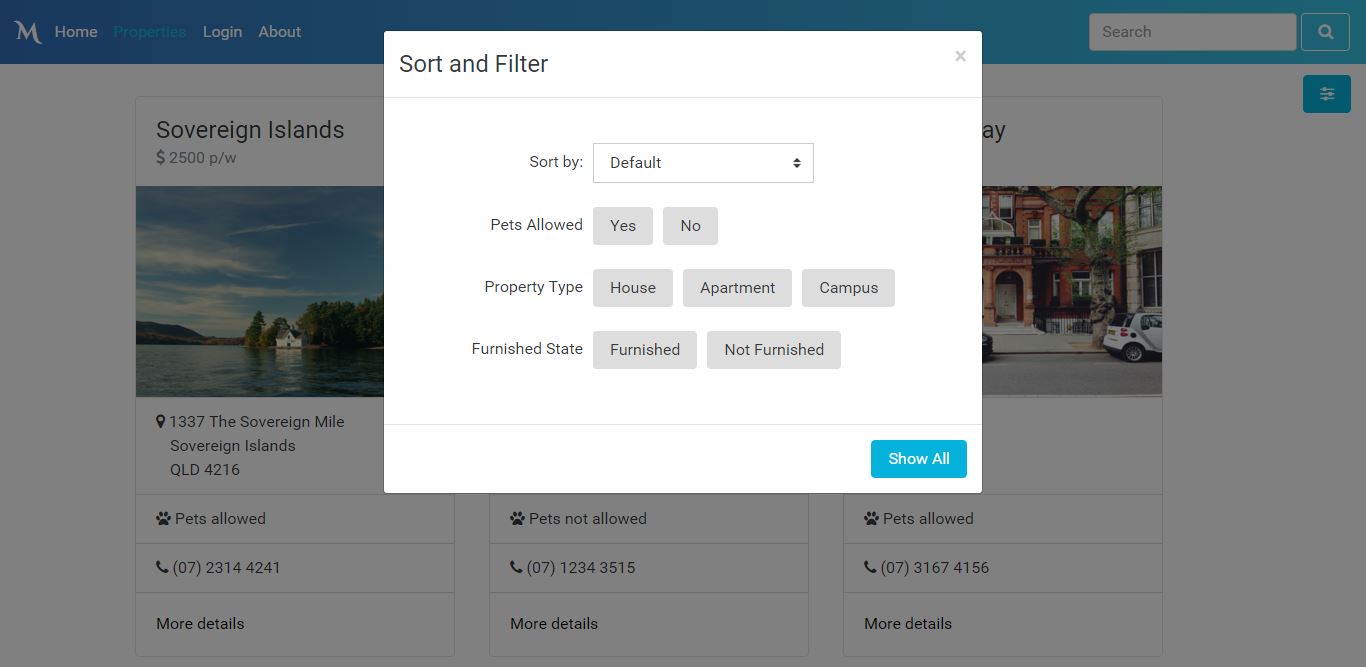 M Home Properties Login About Search
Sort and Filter ×
Sovereign Islands
$ 2500 p/w
ay
Sort by: Default
Pets Allowed Yes No
Property Type House Apartment Campus
Furnished State Furnished Not Furnished
1337 The Sovereign Mile
Sovereign Islands
QLD 4216
Show All
Pets allowed
Pets not allowed
Pets allowed
(07) 2314 4241
(07) 1234 3515
(07) 3167 4156
More details
More details
More details